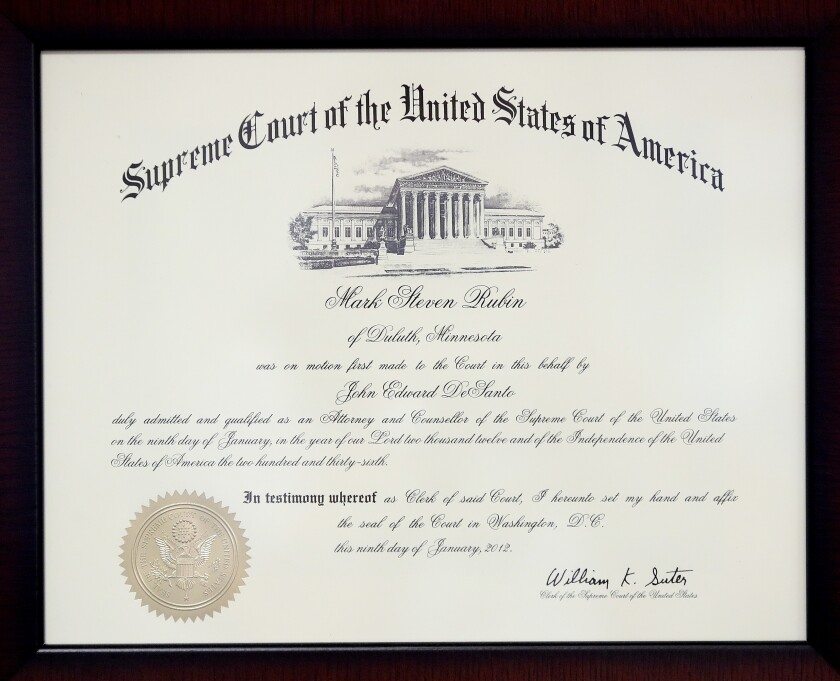 Supreme Court of the United States of America
Mark Steven Rubin
of Duluth, Minnesota
was on motion first made to the Court in this behalf by
John Edward DeSanto
duly admitted and qualified as an Attorney and Counsellor of the Supreme Court of the United States
on the ninth day of January, in the year of our Lord two thousand twelve and of the Independence of the United
States of America the two hundred and thirty-sixth.
In testimony whereof as Clerk of said Court, I hereunto set my hand and affix
the seal of the Court in Washington, D.C.
this ninth day of January, 2012.
William K. Suter
Clerk of the Supreme Court of the United States